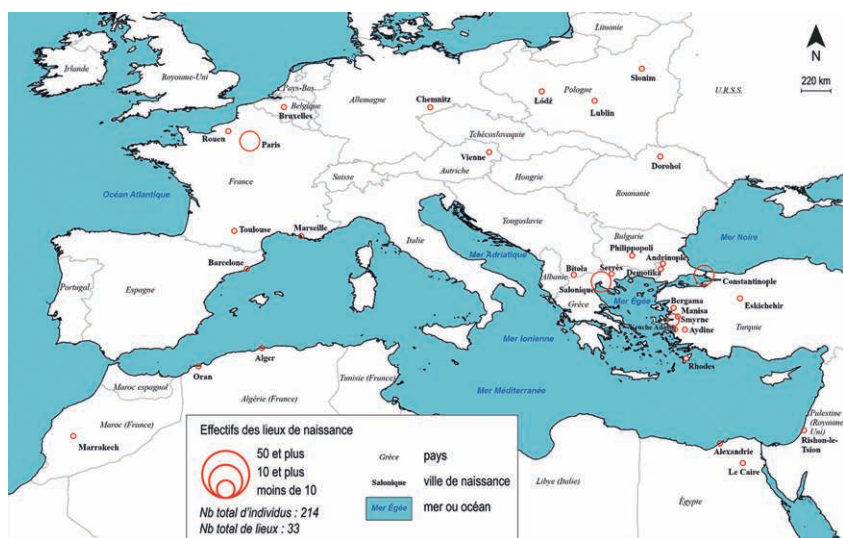 Lituanie
N
220 km
Irlande
Royaume-Uni
Slonim
U.R.S.S.
Pays-Bas
Allemagne
Chemnitz
Łódź
Pologne
Lublin
Belgique
Bruxelles
Rouen
Paris
Tchécoslovaquie
Vienne
Dorohoi
France
Suisse
Autriche
Hongrie
Roumanie
Océan Atlantique
Yougoslavie
Toulouse
Marseille
Italie
Bulgarie
Mer Noire
Philippopoli
Mer Adriatique
Andrinople
Barcelone
Bitola
Serrès
Demotika
Albanie
Salonique
Constantinople
Portugal
Espagne
Grèce
Mer Égée
Bergama
Eskichehir
Manisa
Smyrne
Aydine
Turquie
Mer Ionienne
Rhodes
Alger
Oran
Tunisie (France)
Maroc espagnol
Algérie (France)
Mer Méditerranée
Maroc (France)
Marrakech
Palestine
(Royaume
Uni)
Rishon-le-
Tsion
Alexandrie
Le Caire
Libye (Italie)
Égypte
Effectifs des lieux de naissance
50 et plus
10 et plus
moins de 10
Nb total d'individus : 214
Nb total de lieux : 33
Grèce pays
Salonique ville de naissance
Mer Égée mer ou océan